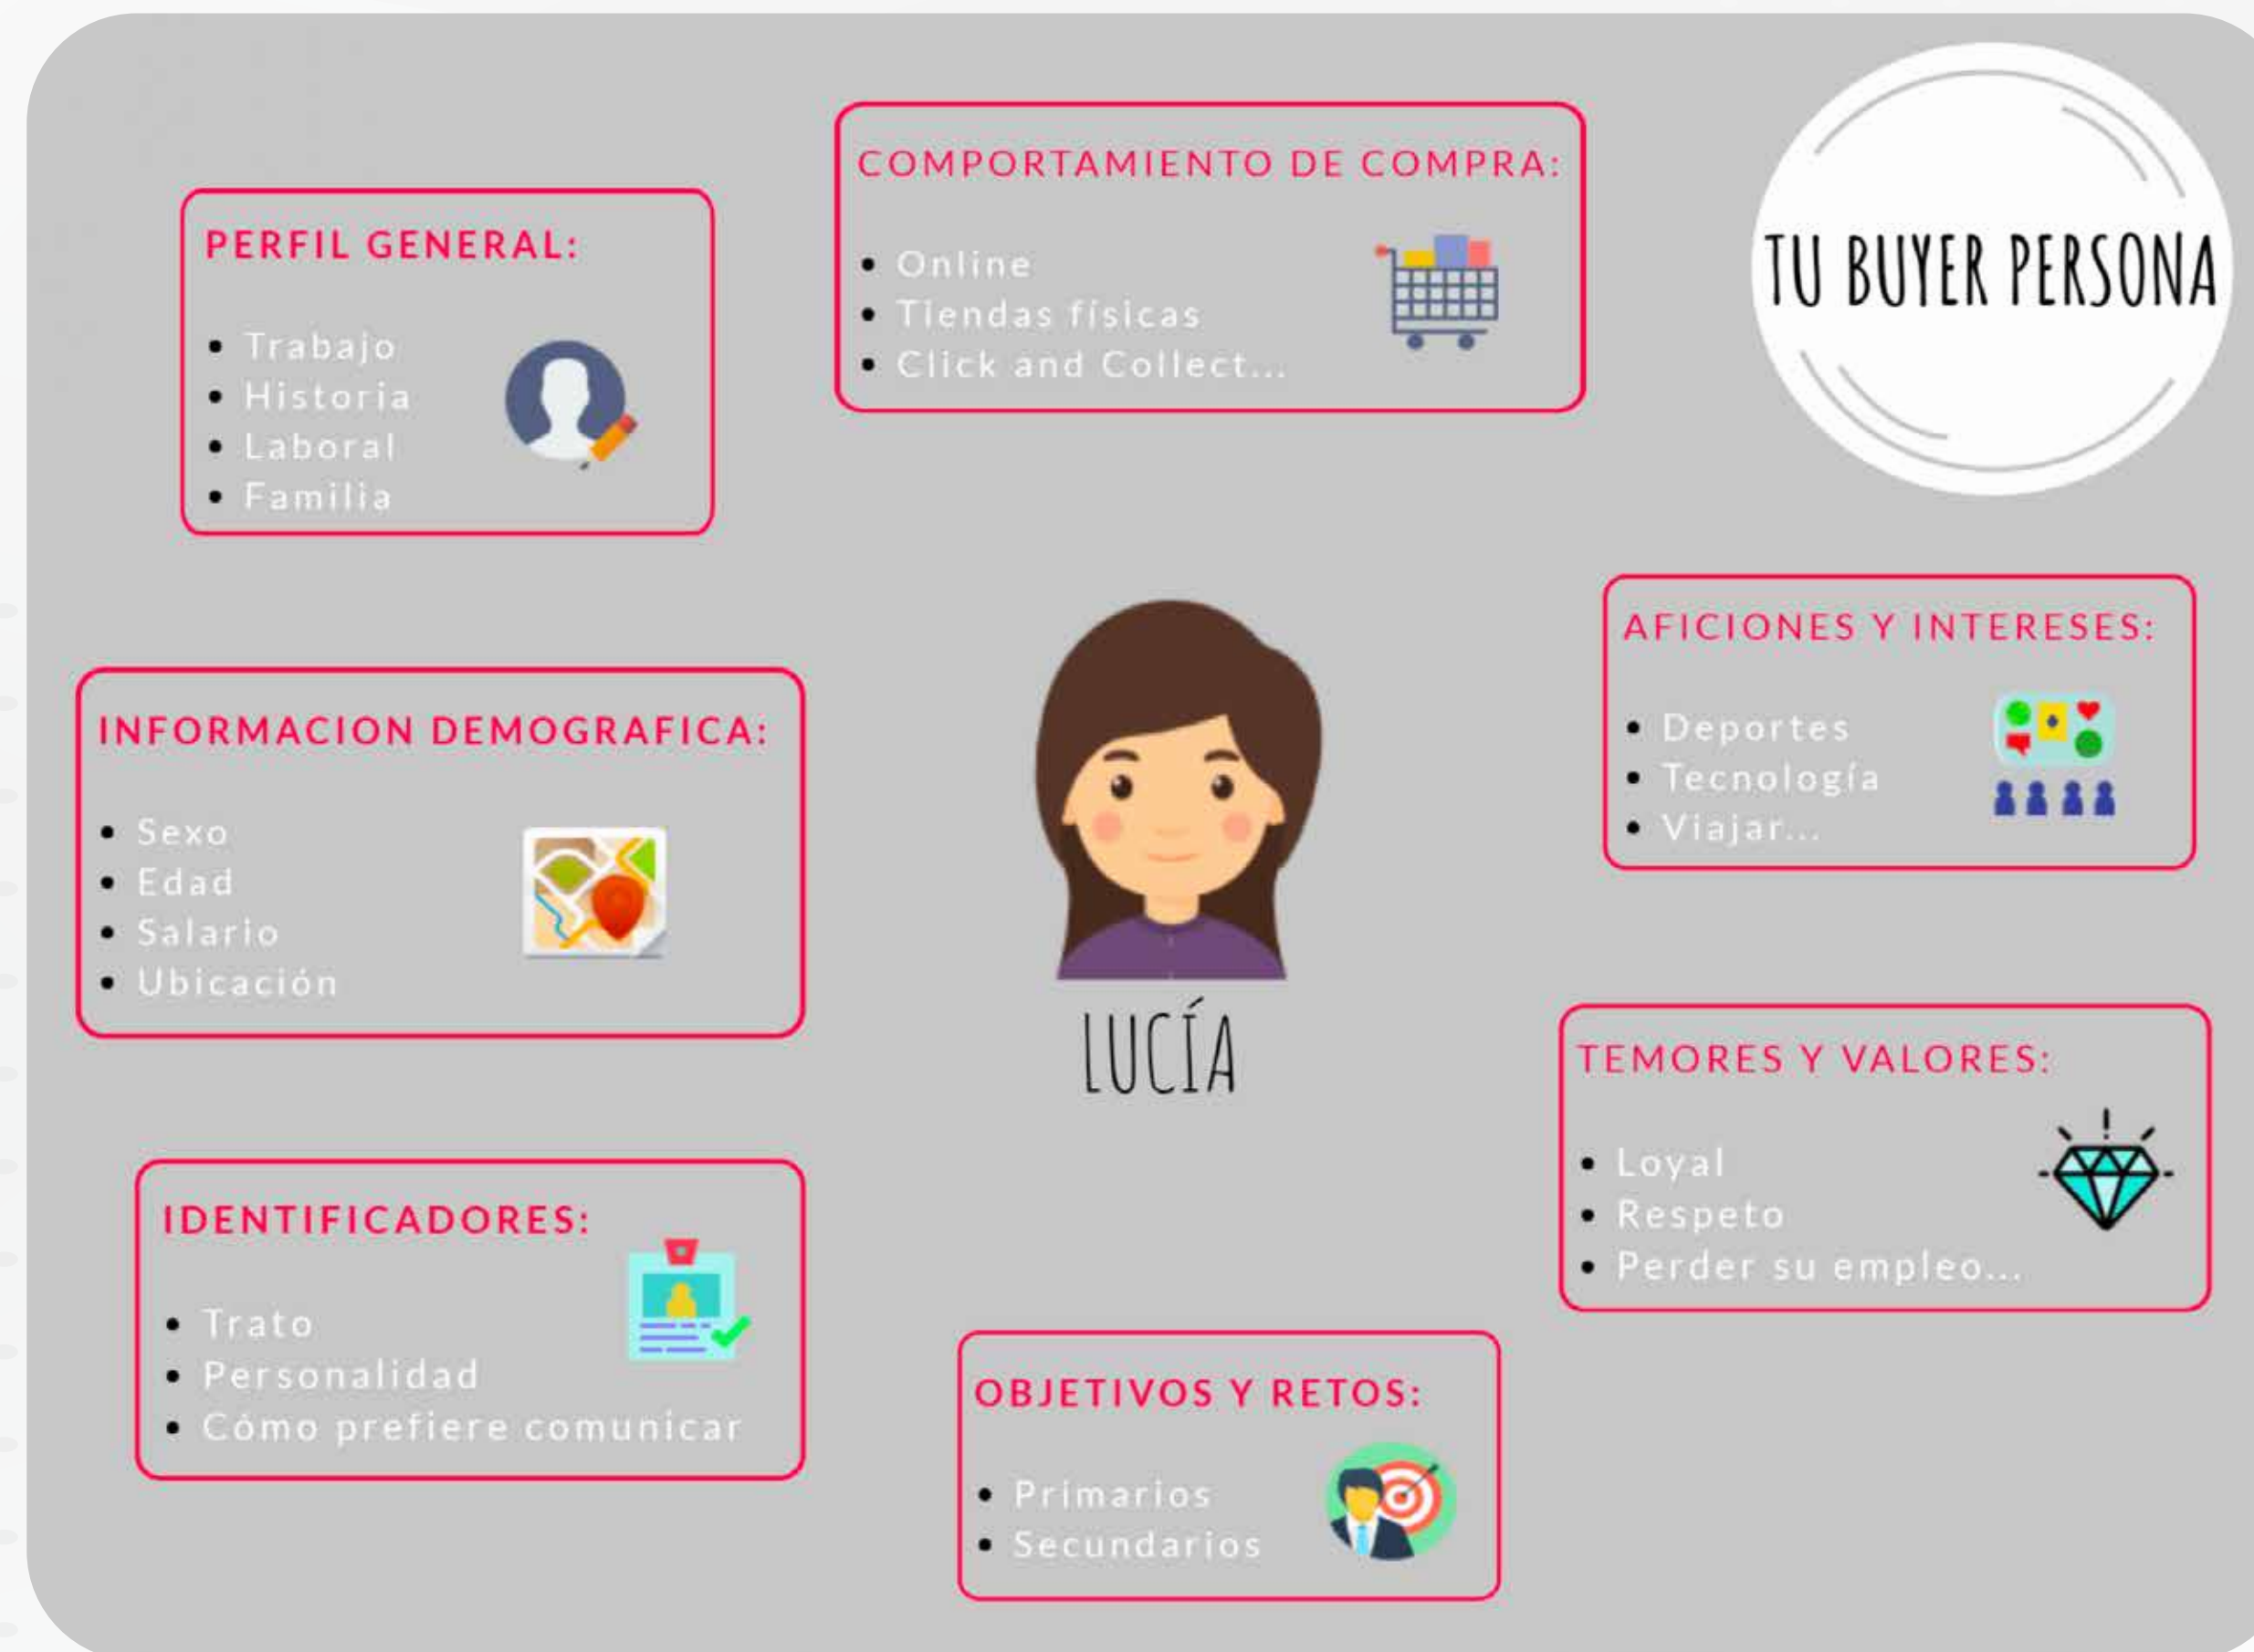 TU BUYER PERSONA
PERFIL GENERAL:
Trabajo
Historia
Laboral
Familia
COMPORTAMIENTO DE COMPRA:
Online
Tiendas físicas
Click and Collect...
INFORMACION DEMOGRAFICA:
Sexo
Edad
Salario
Ubicación
LUCÍA
AFICIONES Y INTERESES:
Deportes
Tecnología
Viajar...
IDENTIFICADORES:
Trato
Personalidad
Cómo prefiere comunicar
OBJETIVOS Y RETOS:
Primarios
Secundarios
TEMORES Y VALORES:
Loyal
Respeto
Perder su empleo...